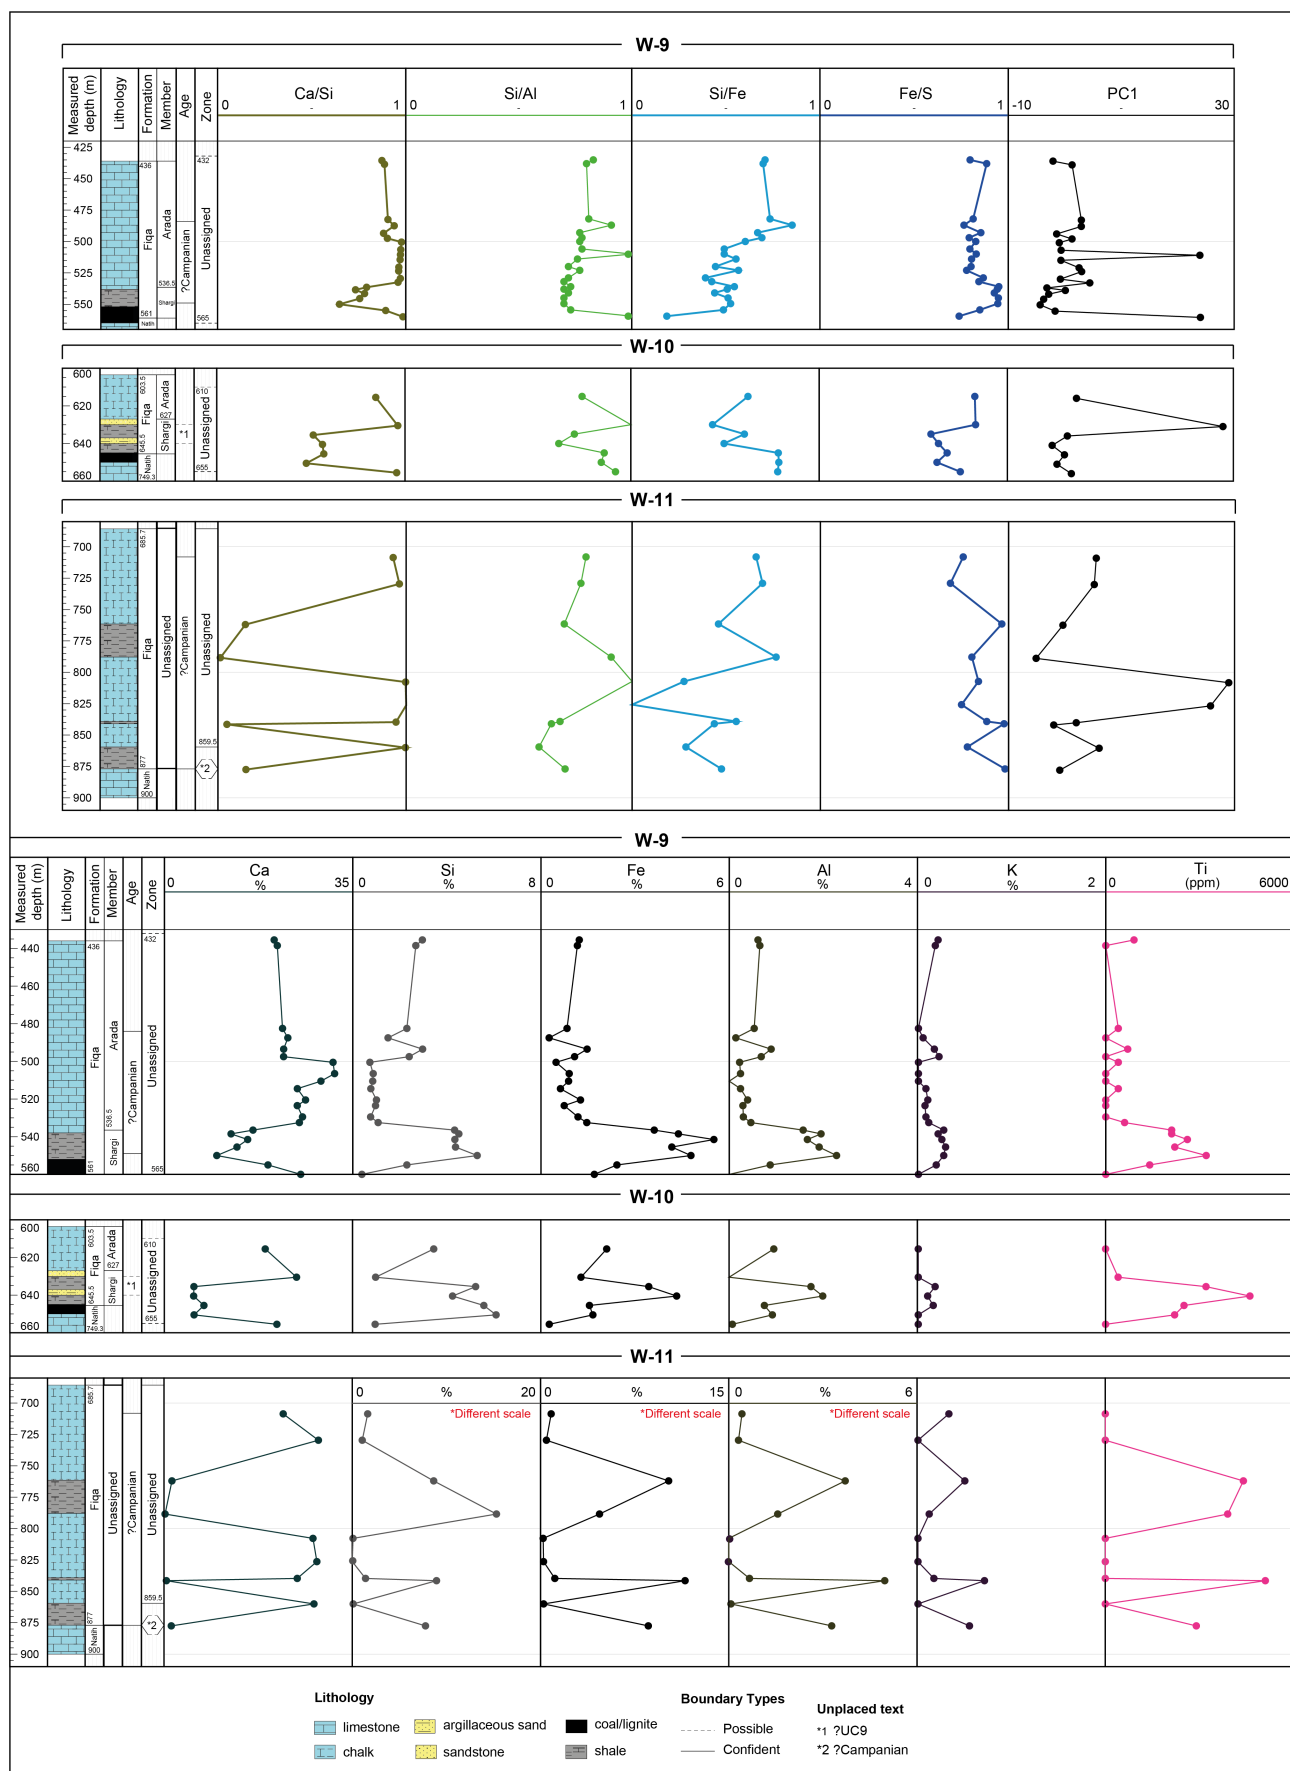 W-9
Measured depth (m)
Lithology
Formation
Member
Age
Zone
Ca/Si
0 - 1
Si/Al
0 - 1
Si/Fe
0 - 1
Fe/S
0 - 1
PC1
-10 - 30
425
450
475
500
525
550
436
Fiqa
561
Natih
Arada
536.5
Shargi
?Campanian
432
Unassigned
565
W-10
600
620
640
660
603.5
Fiqa
645.5
Natih
749.3
Arada
627
Shargi
*1
610
Unassigned
655
W-11
700
725
750
775
800
825
850
875
900
685.7
Fiqa
877
Natih
900
Unassigned
?Campanian
Unassigned
859.5
*2
W-9
Measured depth (m)
Lithology
Formation
Member
Age
Zone
Ca
0 % 35
Si
0 % 8
Fe
0 % 6
Al
0 % 4
K
0 % 2
Ti
0 (ppm) 6000
440
460
480
500
520
540
560
436
Fiqa
561
Arada
536.5
Shargi
?Campanian
432
Unassigned
565
W-10
600
620
640
660
603.5
Fiqa
645.5
Natih
749.3
Arada
627
Shargi
*1
610
Unassigned
655
W-11
0 % 20
*Different scale
0 % 15
*Different scale
0 % 6
*Different scale
700
725
750
775
800
825
850
875
900
685.7
Fiqa
877
Natih
900
Unassigned
?Campanian
Unassigned
859.5
*2
Lithology
limestone
chalk
argillaceous sand
sandstone
coal/lignite
shale
Boundary Types
Possible
Confident
Unplaced text
*1 ?UC9
*2 ?Campanian